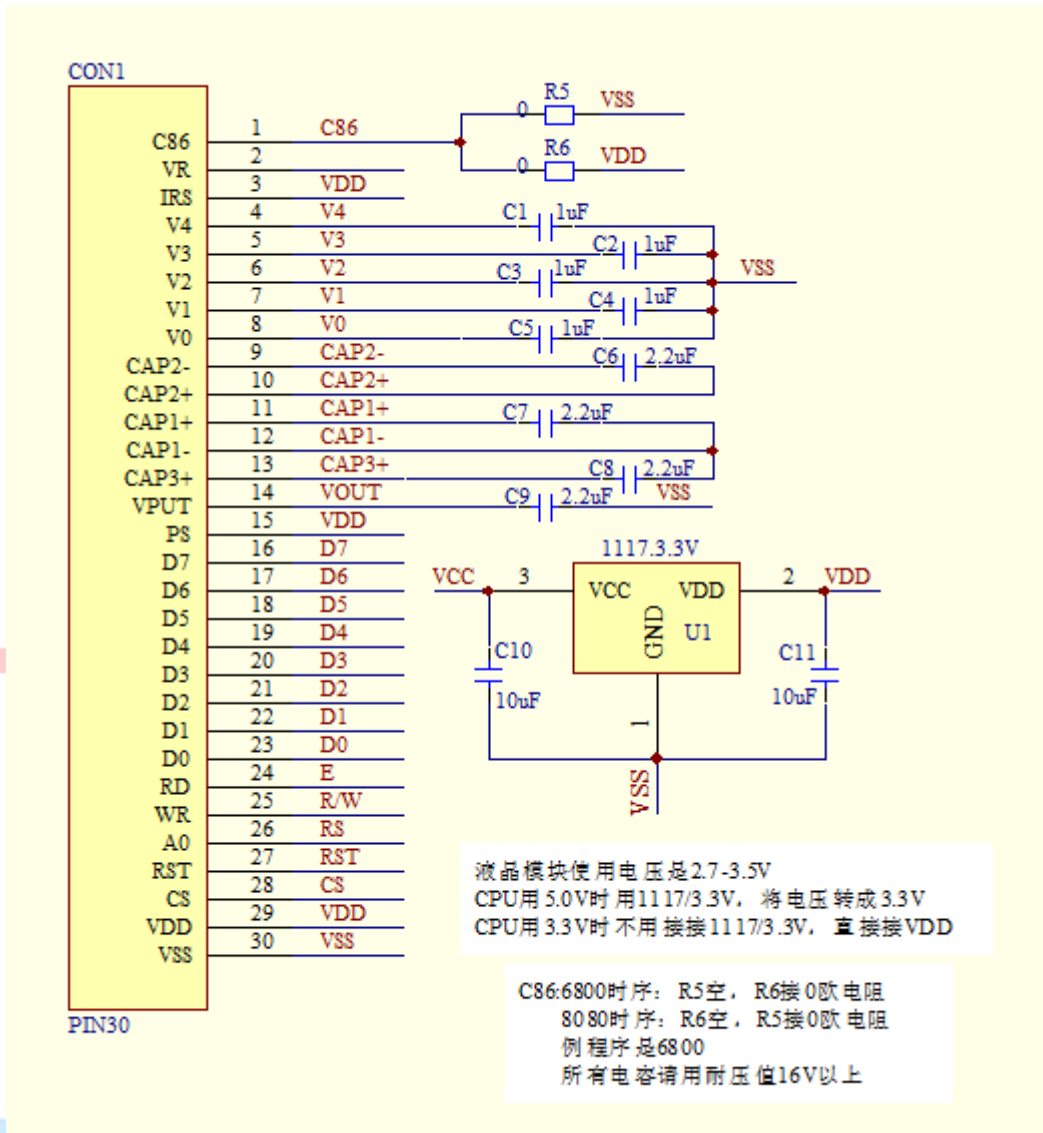 CON1
R5
VSS
0
1
C86
C86
2
VR
R6
VDD
0
3
VDD
IRS
4
V4
C1
1uF
V4
5
V3
C2
1uF
V3
6
V2
C3
1uF
VSS
V2
7
V1
C4
1uF
V1
8
V0
C5
1uF
V0
9
CAP2-
C6
2.2uF
CAP2-
10
CAP2+
CAP2+
11
CAP1+
C7
2.2uF
CAP1+
12
CAP1-
CAP1-
13
CAP3+
C8
2.2uF
CAP3+
14
VOUT
C9
2.2uF
VSS
VPUT
15
VDD
PS
16
D7
D7
17
D6
D6
18
D5
D5
19
D4
D4
20
D3
D3
21
D2
D2
22
D1
D1
23
D0
D0
24
E
RD
25
R/W
WR
26
RS
A0
27
RST
RST
28
CS
CS
29
VDD
VDD
30
VSS
VSS
PIN30
1117.3.3V
VCC
3
VCC
VDD
2
VDD
GND
U1
C10
10uF
C11
10uF
1
VSS
液晶模块使用电压是2.7-3.5V
CPU用5.0V时用1117/3.3V，将电压转成3.3V
CPU用3.3V时不用接接1117/3.3V，直接接VDD
C86:6800时序：R5空，R6接0欧电阻
8080时序：R6空，R5接0欧电阻
例程序是6800
所有电容请用耐压值16V以上